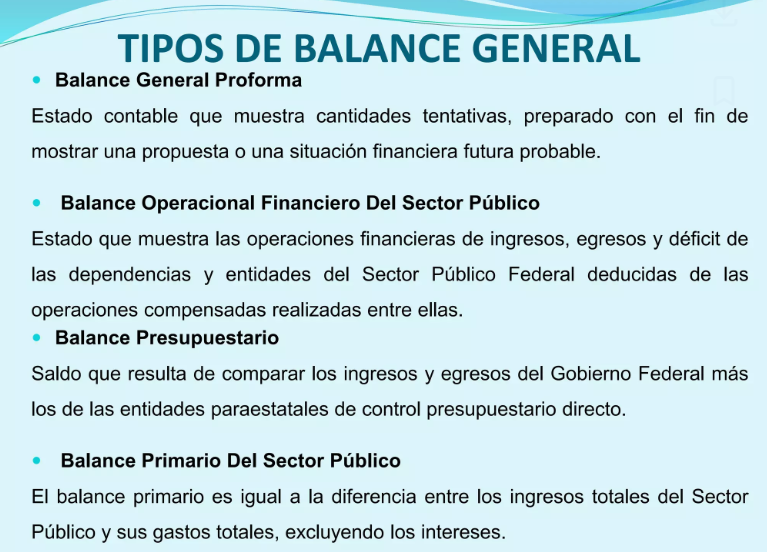 TIPOS DE BALANCE GENERAL
• Balance General Proforma
Estado contable que muestra cantidades tentativas, preparado con el fin de
mostrar una propuesta o una situación financiera futura probable.
• Balance Operacional Financiero Del Sector Público
Estado que muestra las operaciones financieras de ingresos, egresos y déficit de
las dependencias y entidades del Sector Público Federal deducidas de las
operaciones compensadas realizadas entre ellas.
• Balance Presupuestario
Saldo que resulta de comparar los ingresos y egresos del Gobierno Federal más
los de las entidades paraestatales de control presupuestario directo.
• Balance Primario Del Sector Público
El balance primario es igual a la diferencia entre los ingresos totales del Sector
Público y sus gastos totales, excluyendo los intereses.